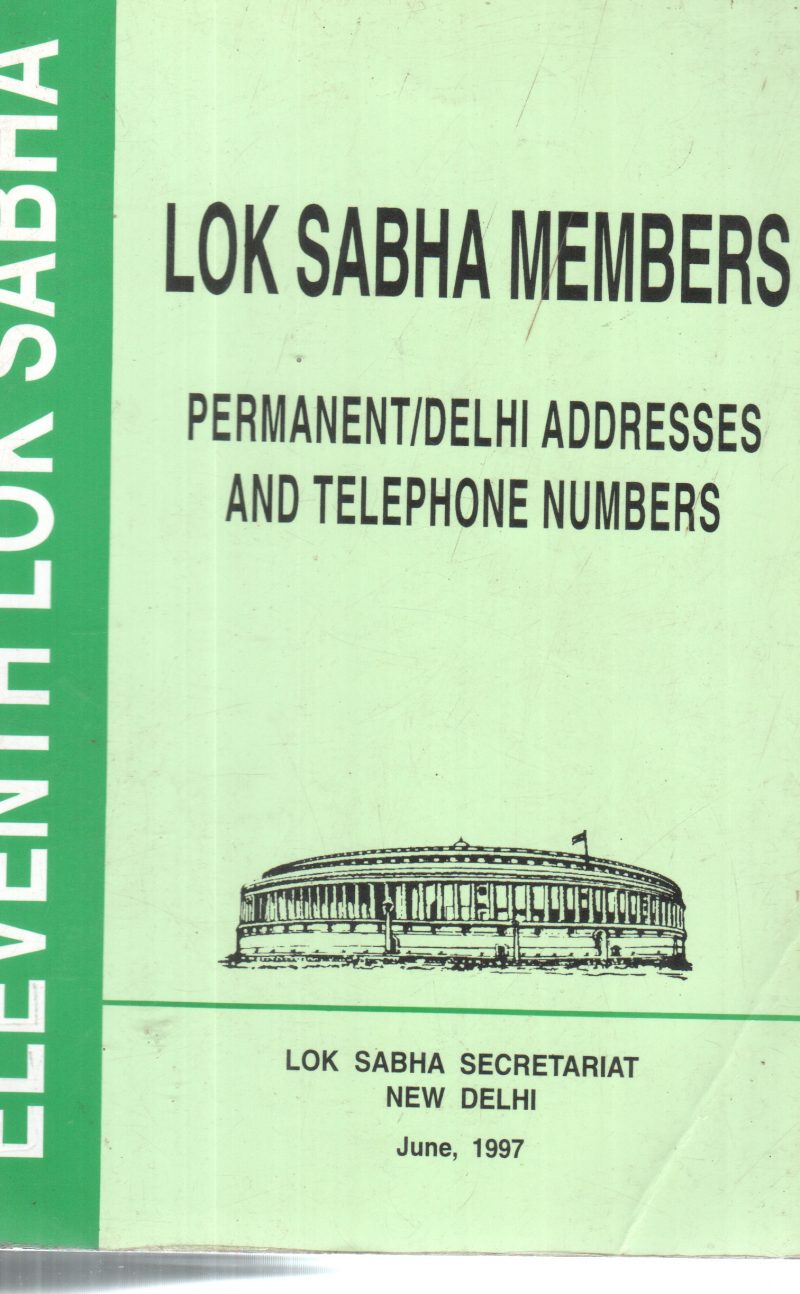 ELEVENTH LOK SABHA
LOK SABHA MEMBERS
PERMANENT/DELHI ADDRESSES
AND TELEPHONE NUMBERS
LOK SABHA SECRETARIAT
NEW DELHI
June, 1997